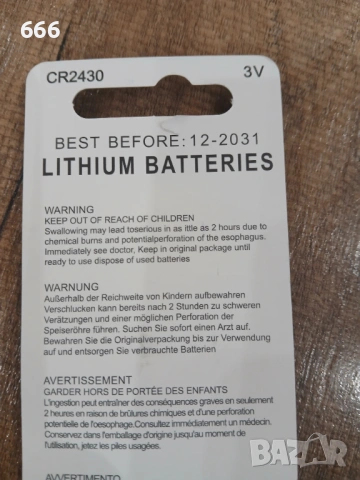 666
CR2430 3V
BEST BEFORE: 12-2031
LITHIUM BATTERIES
WARNING
KEEP OUT OF REACH OF CHILDREN
Swallowing may lead toserious in as little as 2 hours due to
chemical burns and potentialperforation of the esophagus.
Immediately see doctor. Keep in original package until
ready to use dispose of used batteries
WARNUNG
Außerhalb der Reichweite von Kindern aufbewahren
Verschlucken kann bereits nach 2 Stunden zu schweren
Verätzungen und einer möglichen Perforation der
Speiseröhre führen. Suchen Sie sofort einen Arzt auf.
Bewahren Sie die Originalverpackung bis zur Verwendung
auf und entsorgen Sie verbrauchte Batterien
AVERTISSEMENT
GARDER HORS DE PORTÉE DES ENFANTS
L'ingestion peut entraîner des conséquences graves en seulement
2 heures en raison de brûtures chimiques et d'une perforation
potentielle de l'oesophage.Consultez immédiatement un médecin.
Conservez dans l'emballage d'origine jusqu'au moment de
l'utilisation, jetez les piles usagées.
AVVERTIMENTO
BAZAR